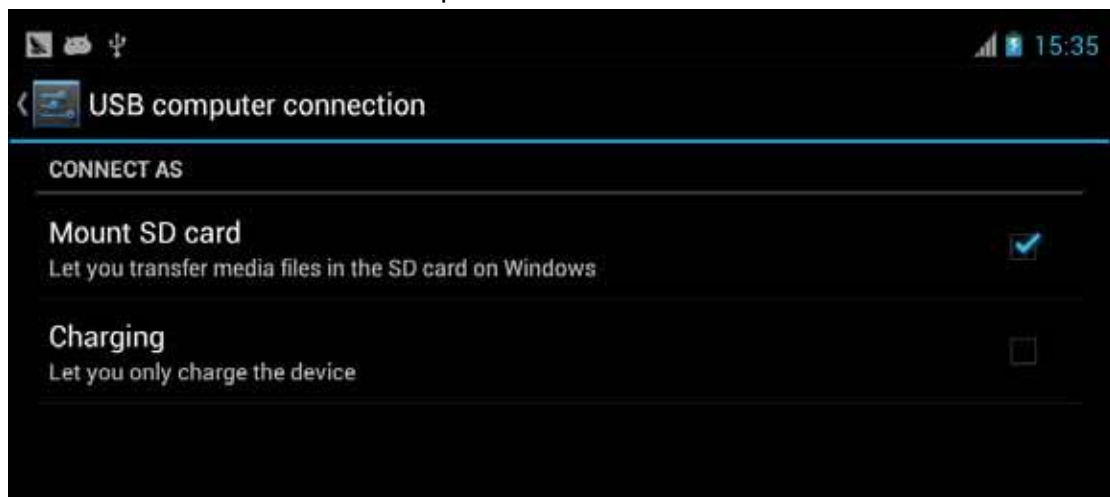 15:35
USB computer connection
CONNECT AS
Mount SD card
Let you transfer media files in the SD card on Windows
Charging
Let you only charge the device